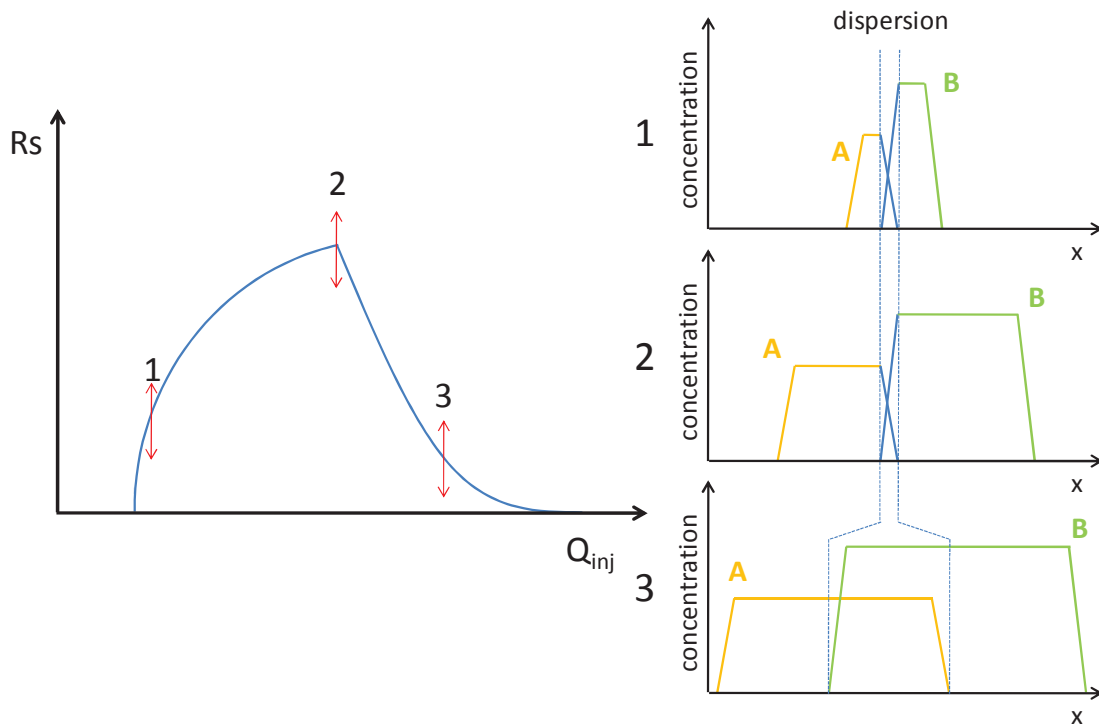 Rs
1
2
3
Q_inj
dispersion
1
concentration
A
B
x
2
concentration
A
B
x
3
concentration
A
B
x